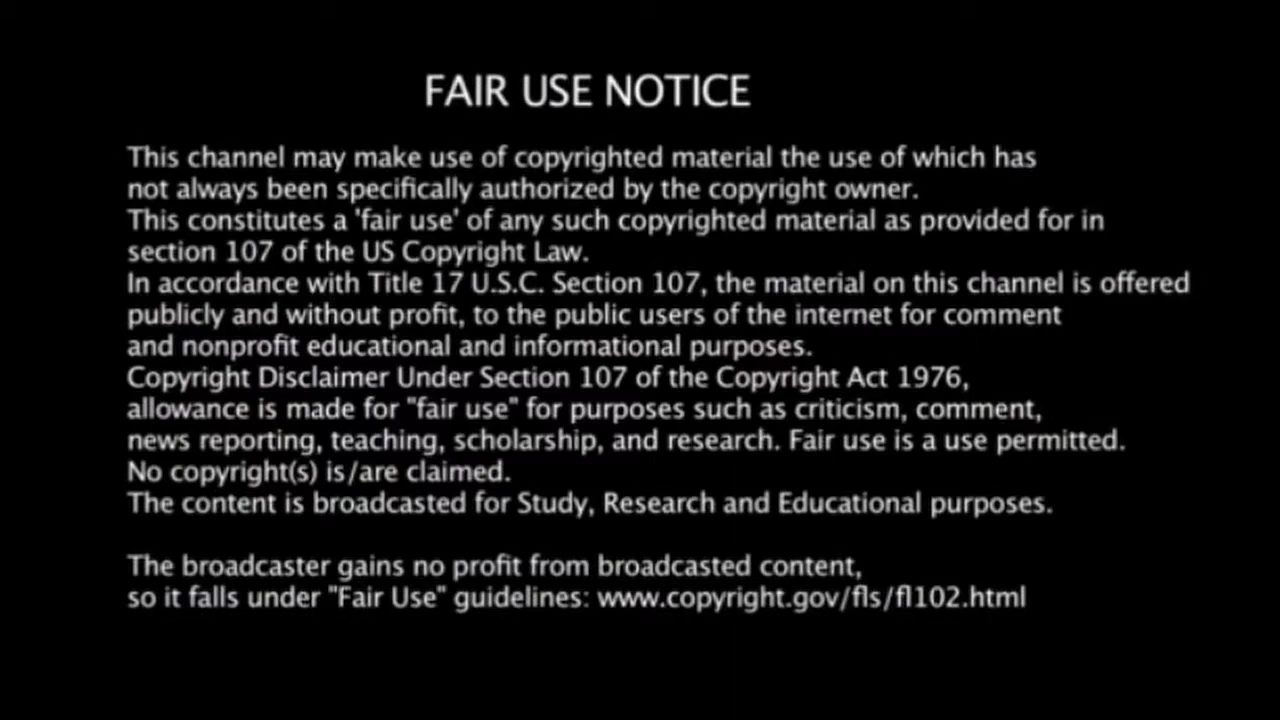 FAIR USE NOTICE
This channel may make use of copyrighted material the use of which has
not always been specifically authorized by the copyright owner.
This constitutes a 'fair use' of any such copyrighted material as provided for in
section 107 of the US Copyright Law.
In accordance with Title 17 U.S.C. Section 107, the material on this channel is offered
publicly and without profit, to the public users of the internet for comment
and nonprofit educational and informational purposes.
Copyright Disclaimer Under Section 107 of the Copyright Act 1976,
allowance is made for "fair use" for purposes such as criticism, comment,
news reporting, teaching, scholarship, and research. Fair use is a use permitted.
No copyright(s) is/are claimed.
The content is broadcasted for Study, Research and Educational purposes.
The broadcaster gains no profit from broadcasted content,
so it falls under "Fair Use" guidelines: www.copyright.gov/fls/fl102.html